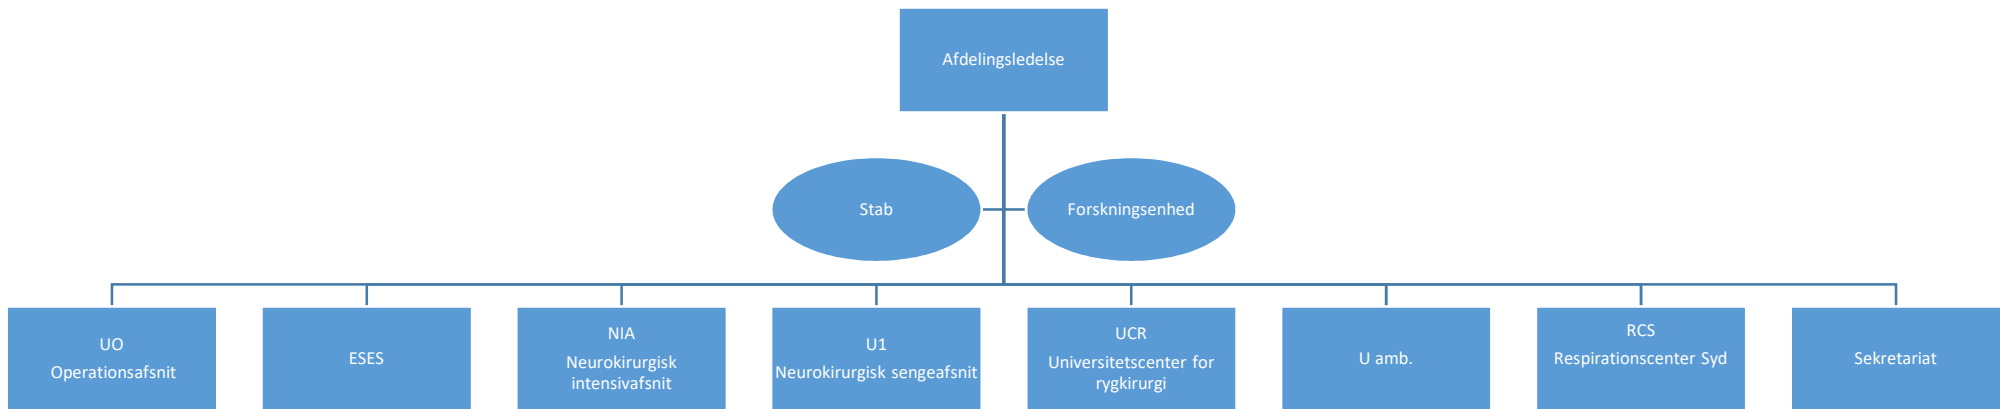 Afdelingsledelse
Stab
Forskningsenhed
UO
Operationsafsnit
ESES
NIA
Neurokirurgisk
intensivafsnit
U1
Neurokirurgisk sengeafsnit
UCR
Universitetscenter for
rygkirurgi
U amb.
RCS
Respirationscenter Syd
Sekretariat